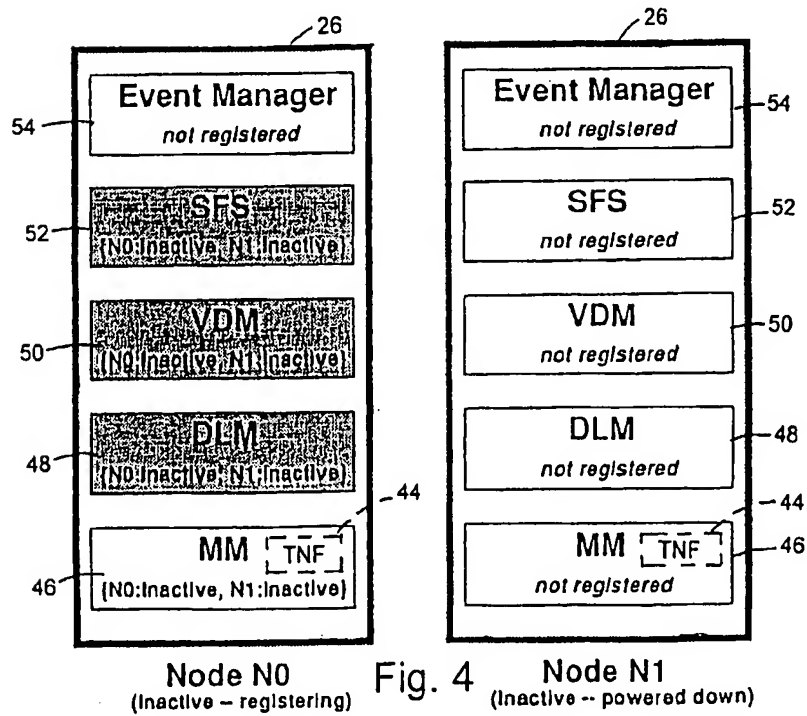 26
Event Manager
not registered
54
SFS
{N0:Inactive, N1:Inactive}
52
VDM
{N0:Inactive, N1:Inactive}
50
DLM
{N0:Inactive, N1:Inactive}
48
44
MM
TNF
{N0:Inactive, N1:Inactive}
46
Node N0
(Inactive – registering)
Fig. 4
26
Event Manager
not registered
54
SFS
not registered
52
VDM
not registered
50
DLM
not registered
48
44
MM
TNF
not registered
46
Node N1
(Inactive -- powered down)